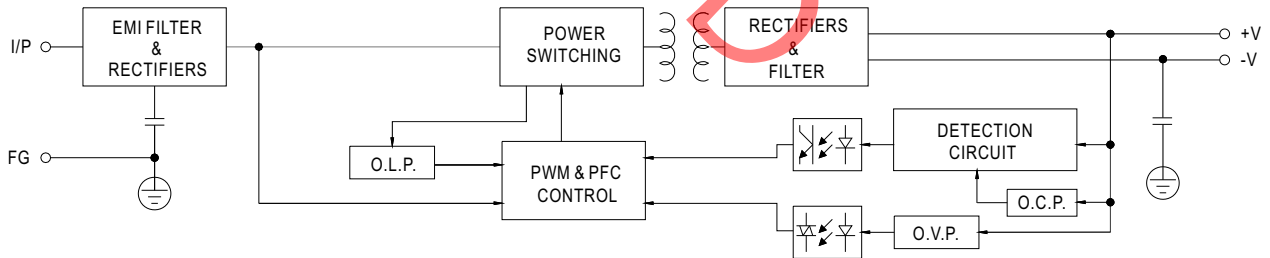 I/P
EMI FILTER
&
RECTIFIERS
POWER
SWITCHING
RECTIFIERS
&
FILTER
+V
-V
FG
O.L.P.
PWM & PFC
CONTROL
DETECTION
CIRCUIT
O.C.P.
O.V.P.